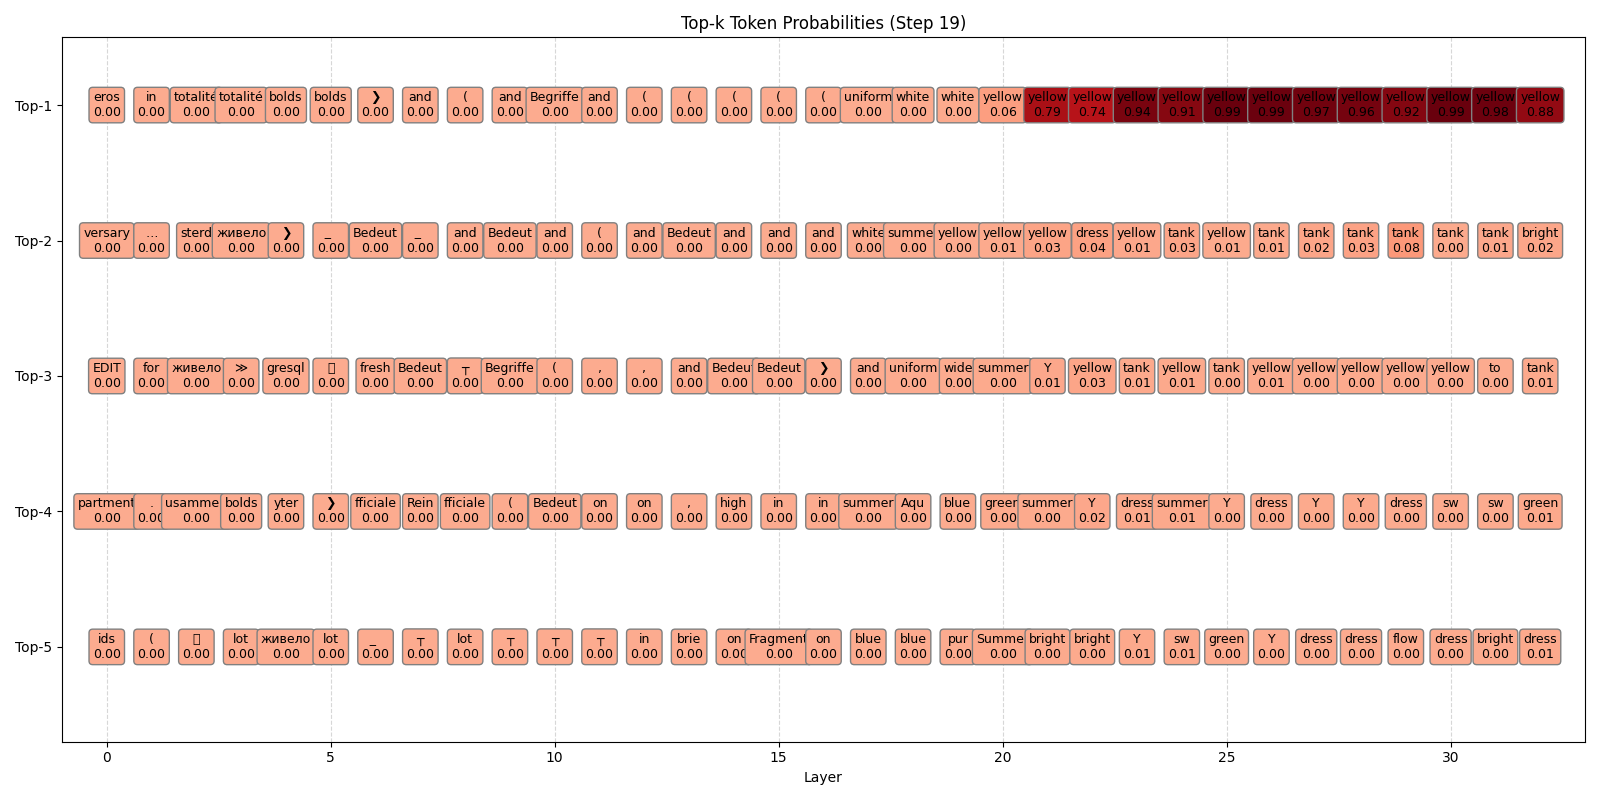 Top-k Token Probabilities (Step 19)
Top-1 eros in totalité totalité bolds bolds ❯ and ( and Begriffe and ( ( ( ( ( uniform white white yellow yellow yellow yellow yellow yellow yellow yellow yellow yellow yellow yellow yellow
0.00 0.00 0.00 0.00 0.00 0.00 0.00 0.00 0.00 0.00 0.00 0.00 0.00 0.00 0.00 0.00 0.00 0.00 0.00 0.00 0.06 0.79 0.74 0.94 0.91 0.99 0.99 0.97 0.96 0.92 0.99 0.98 0.88
Top-2 versary … sterd живело ❯ _ Bedeut _ and Bedeut and ( and Bedeut and and and white summe yellow yellow yellow dress yellow tank yellow tank tank tank tank tank tank bright
0.00 0.00 0.00 0.00 0.00 0.00 0.00 0.00 0.00 0.00 0.00 0.00 0.00 0.00 0.00 0.00 0.00 0.00 0.00 0.00 0.01 0.03 0.04 0.01 0.03 0.01 0.01 0.02 0.03 0.08 0.00 0.01 0.02
Top-3 EDIT for живело ≫ gresql fresh Bedeut ┬ Begriffe ( , , and Bedeu Bedeut ❯ and uniform wide summer Y yellow tank yellow tank yellow yellow yellow yellow yellow to tank
0.00 0.00 0.00 0.00 0.00 0.00 0.00 0.00 0.00 0.00 0.00 0.00 0.00 0.00 0.00 0.00 0.00 0.00 0.00 0.00 0.00 0.01 0.03 0.01 0.01 0.00 0.01 0.00 0.00 0.00 0.00 0.00 0.01
Top-4 partment . usamme bolds yter ❯ fficiale Rein fficiale ( Bedeut on on , high in in summer Aqu blue green summer Y dress summer Y dress Y Y dress sw sw green
0.00 0.00 0.00 0.00 0.00 0.00 0.00 0.00 0.00 0.00 0.00 0.00 0.00 0.00 0.00 0.00 0.00 0.00 0.00 0.00 0.00 0.00 0.02 0.01 0.01 0.00 0.00 0.00 0.00 0.00 0.00 0.00 0.01
Top-5 ids ( lot живело lot _ ┬ lot ┬ ┬ ┬ in brie on Fragment on blue blue pur Summe bright bright Y sw green Y dress dress flow dress bright dress
0.00 0.00 0.00 0.00 0.00 0.00 0.00 0.00 0.00 0.00 0.00 0.00 0.00 0.00 0.00 0.00 0.00 0.00 0.00 0.00 0.00 0.00 0.00 0.01 0.01 0.00 0.00 0.00 0.00 0.00 0.00 0.00 0.01
0 5 10 15 20 25 30
Layer